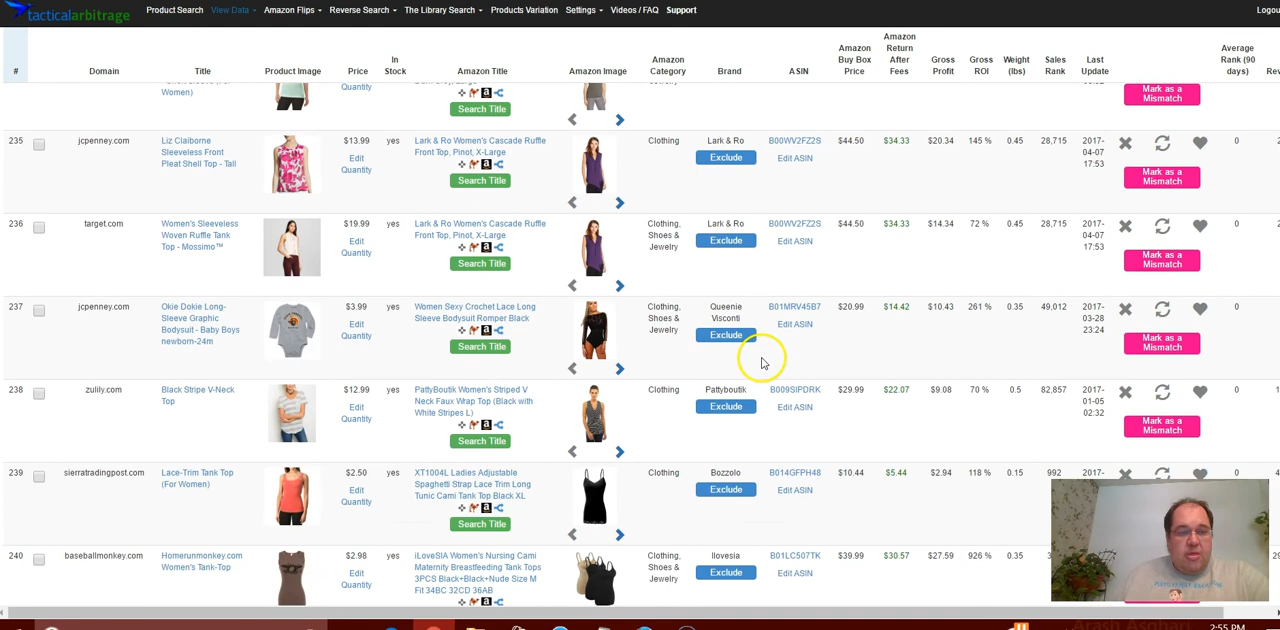 tacticalarbitrage
Product Search View Data Amazon Flips Reverse Search The Library Search Products Variation Settings Videos / FAQ Support Logou
# Domain Title Product Image Price In Stock Amazon Title Amazon Image Amazon Category Brand ASIN Amazon Buy Box Price Amazon Return After Fees Gross Profit Gross ROI Weight (lbs) Sales Rank Last Update Average Rank (90 days) Rev
Women) Quantity Search Title Mark as a Mismatch
235 jcpenney.com Liz Claiborne $13.99 yes Lark & Ro Women's Cascade Ruffle Clothing Lark & Ro B00WV2FZ2S $44.50 $34.33 $20.34 145 % 0.45 28,715 2017- 0
Sleeveless Front Edit Front Top, Pinot, X-Large Exclude Edit ASIN 04-07
Pleat Shell Top - Tall Quantity 17:53
Search Title Mark as a Mismatch
236 target.com Women's Sleeveless $19.99 yes Lark & Ro Women's Cascade Ruffle Clothing, Lark & Ro B00WV2FZ2S $44.50 $34.33 $14.34 72 % 0.45 28,715 2017- 0
Woven Ruffle Tank Edit Front Top, Pinot, X-Large Shoes & Exclude Edit ASIN 04-07
Top - Mossimo™ Quantity Jewelry 17:53
Search Title Mark as a Mismatch
237 jcpenney.com Okie Dokie Long- $3.99 yes Women Sexy Crochet Lace Long Clothing, Queenie B01MRV45B7 $20.99 $14.42 $10.43 261 % 0.35 49,012 2017- 0
Sleeve Graphic Edit Sleeve Bodysuit Romper Black Shoes & Visconti Edit ASIN 03-28
Bodysuit - Baby Boys Quantity Jewelry Exclude 23:24
newborn-24m Search Title Mark as a Mismatch
238 zulily.com Black Stripe V-Neck $12.99 yes PattyBoutik Women's Striped V Clothing Pattyboutik B009SIPDRK $29.99 $22.07 $9.08 70 % 0.5 82,857 2017- 0
Top Edit Neck Faux Wrap Top (Black with Exclude Edit ASIN 01-05
Quantity White Stripes L) 02:32
Search Title Mark as a Mismatch
239 sierratradingpost.com Lace-Trim Tank Top $2.50 yes XT1004L Ladies Adjustable Clothing Bozzolo B014GFPH48 $10.44 $5.44 $2.94 118 % 0.15 992 2017- 0 4
(For Women) Edit Spaghetti Strap Lace Trim Long Exclude Edit ASIN
Quantity Tunic Cami Tank Top Black XL
Search Title
240 baseballmonkey.com Homerunmonkey.com $2.98 yes iLoveSIA Women's Nursing Cami Clothing, Ilovesia B01LC507TK $39.99 $30.57 $27.59 926 % 0.35 3
Women's Tank-Top Edit Maternity Breastfeeding Tank Tops Shoes & Exclude Edit ASIN
Quantity 3PCS Black+Black+Nude Size M Jewelry
Fit 34BC 32CD 36AB
Arash Asghari 2:55 PM